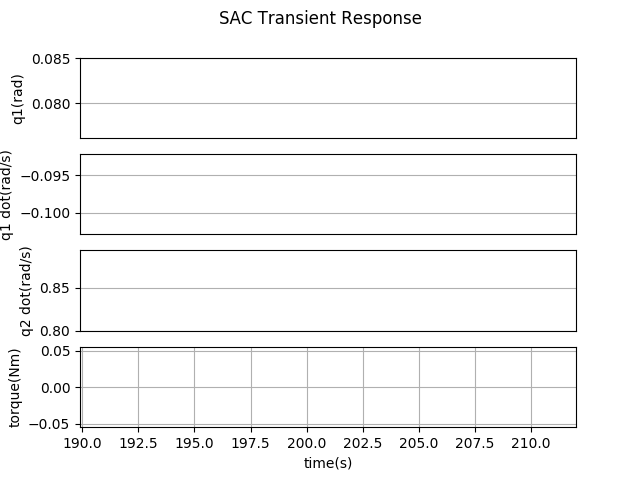 SAC Transient Response
0.085
0.080
q1(rad)
−0.095
−0.100
q1 dot(rad/s)
0.85
0.80
q2 dot(rad/s)
0.05
0.00
−0.05
torque(Nm)
190.0 192.5 195.0 197.5 200.0 202.5 205.0 207.5 210.0
time(s)